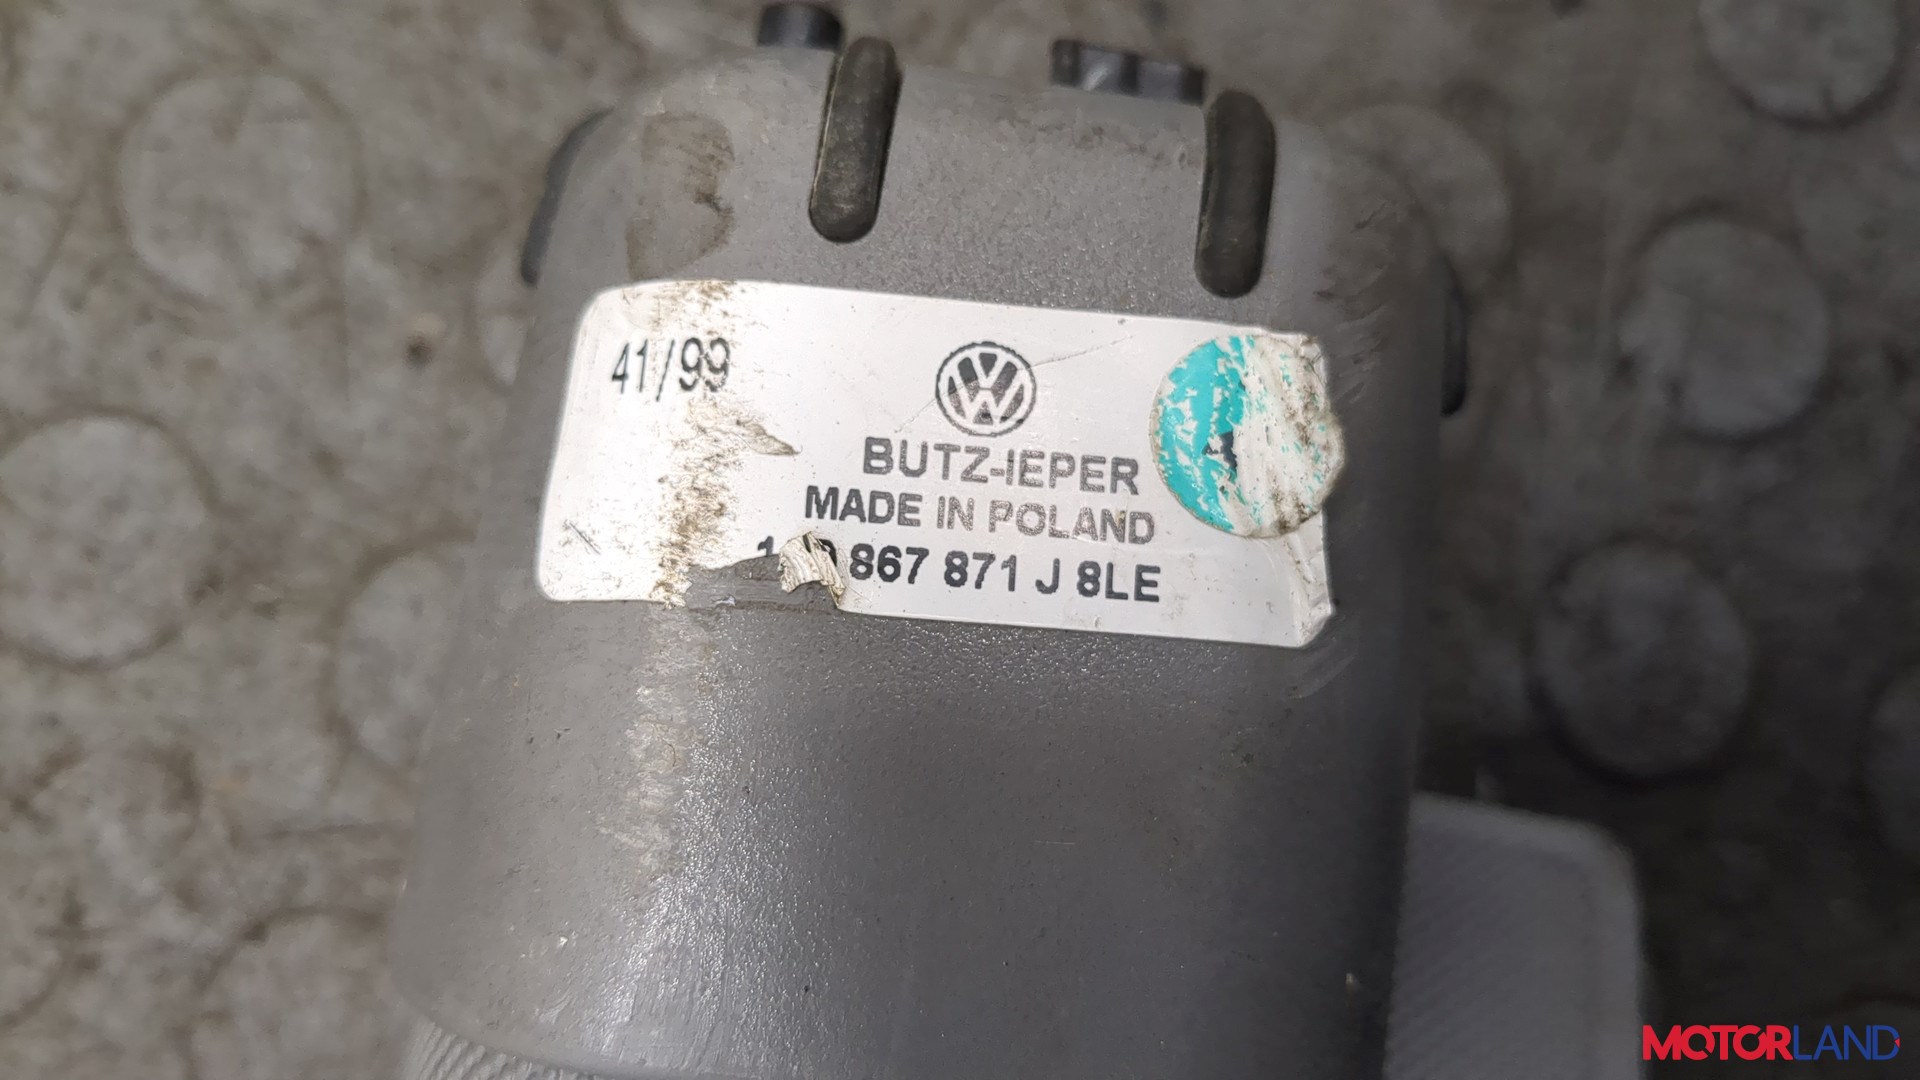 41/99
BUTZ-IEPER
MADE IN POLAND
867 871 J 8LE
MOTORLAND